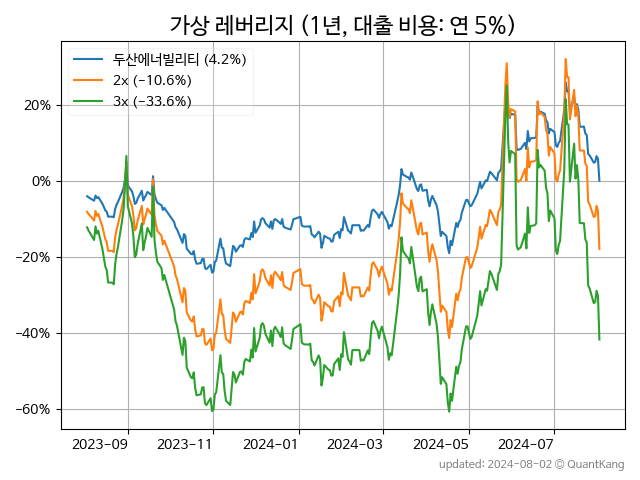 가상 레버리지 (1년, 대출 비용: 연 5%)
두산에너빌리티 (4.2%)
2x (−10.6%)
3x (−33.6%)
20%
0%
−20%
−40%
−60%
2023-09 2023-11 2024-01 2024-03 2024-05 2024-07
updated: 2024-08-02 © QuantKang